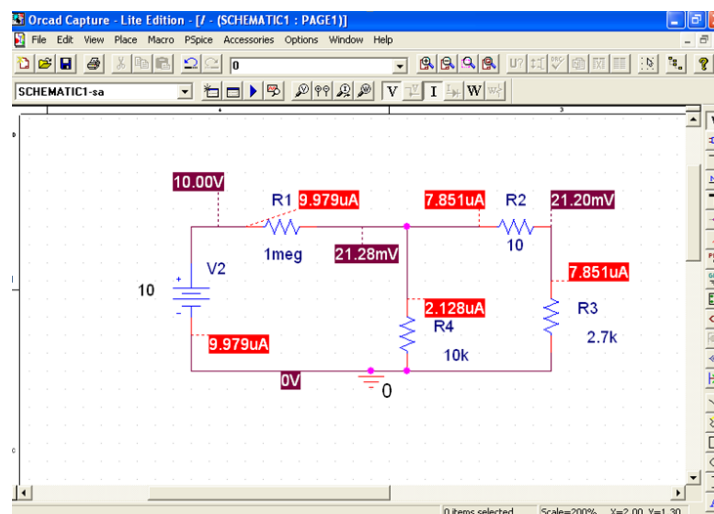 Orcad Capture - Lite Edition - [/ - (SCHEMATIC1 : PAGE1)]
File Edit View Place Macro PSpice Accessories Options Window Help
0
U?
SCHEMATIC1-sa
V I W
10.00V
R1
9.979uA
7.851uA
R2
21.20mV
1meg
21.28mV
10
V2
7.851uA
10
2.128uA
R3
R4
9.979uA
2.7k
10k
0V
0
0 items selected Scale=200% X=2.00 Y=1.30